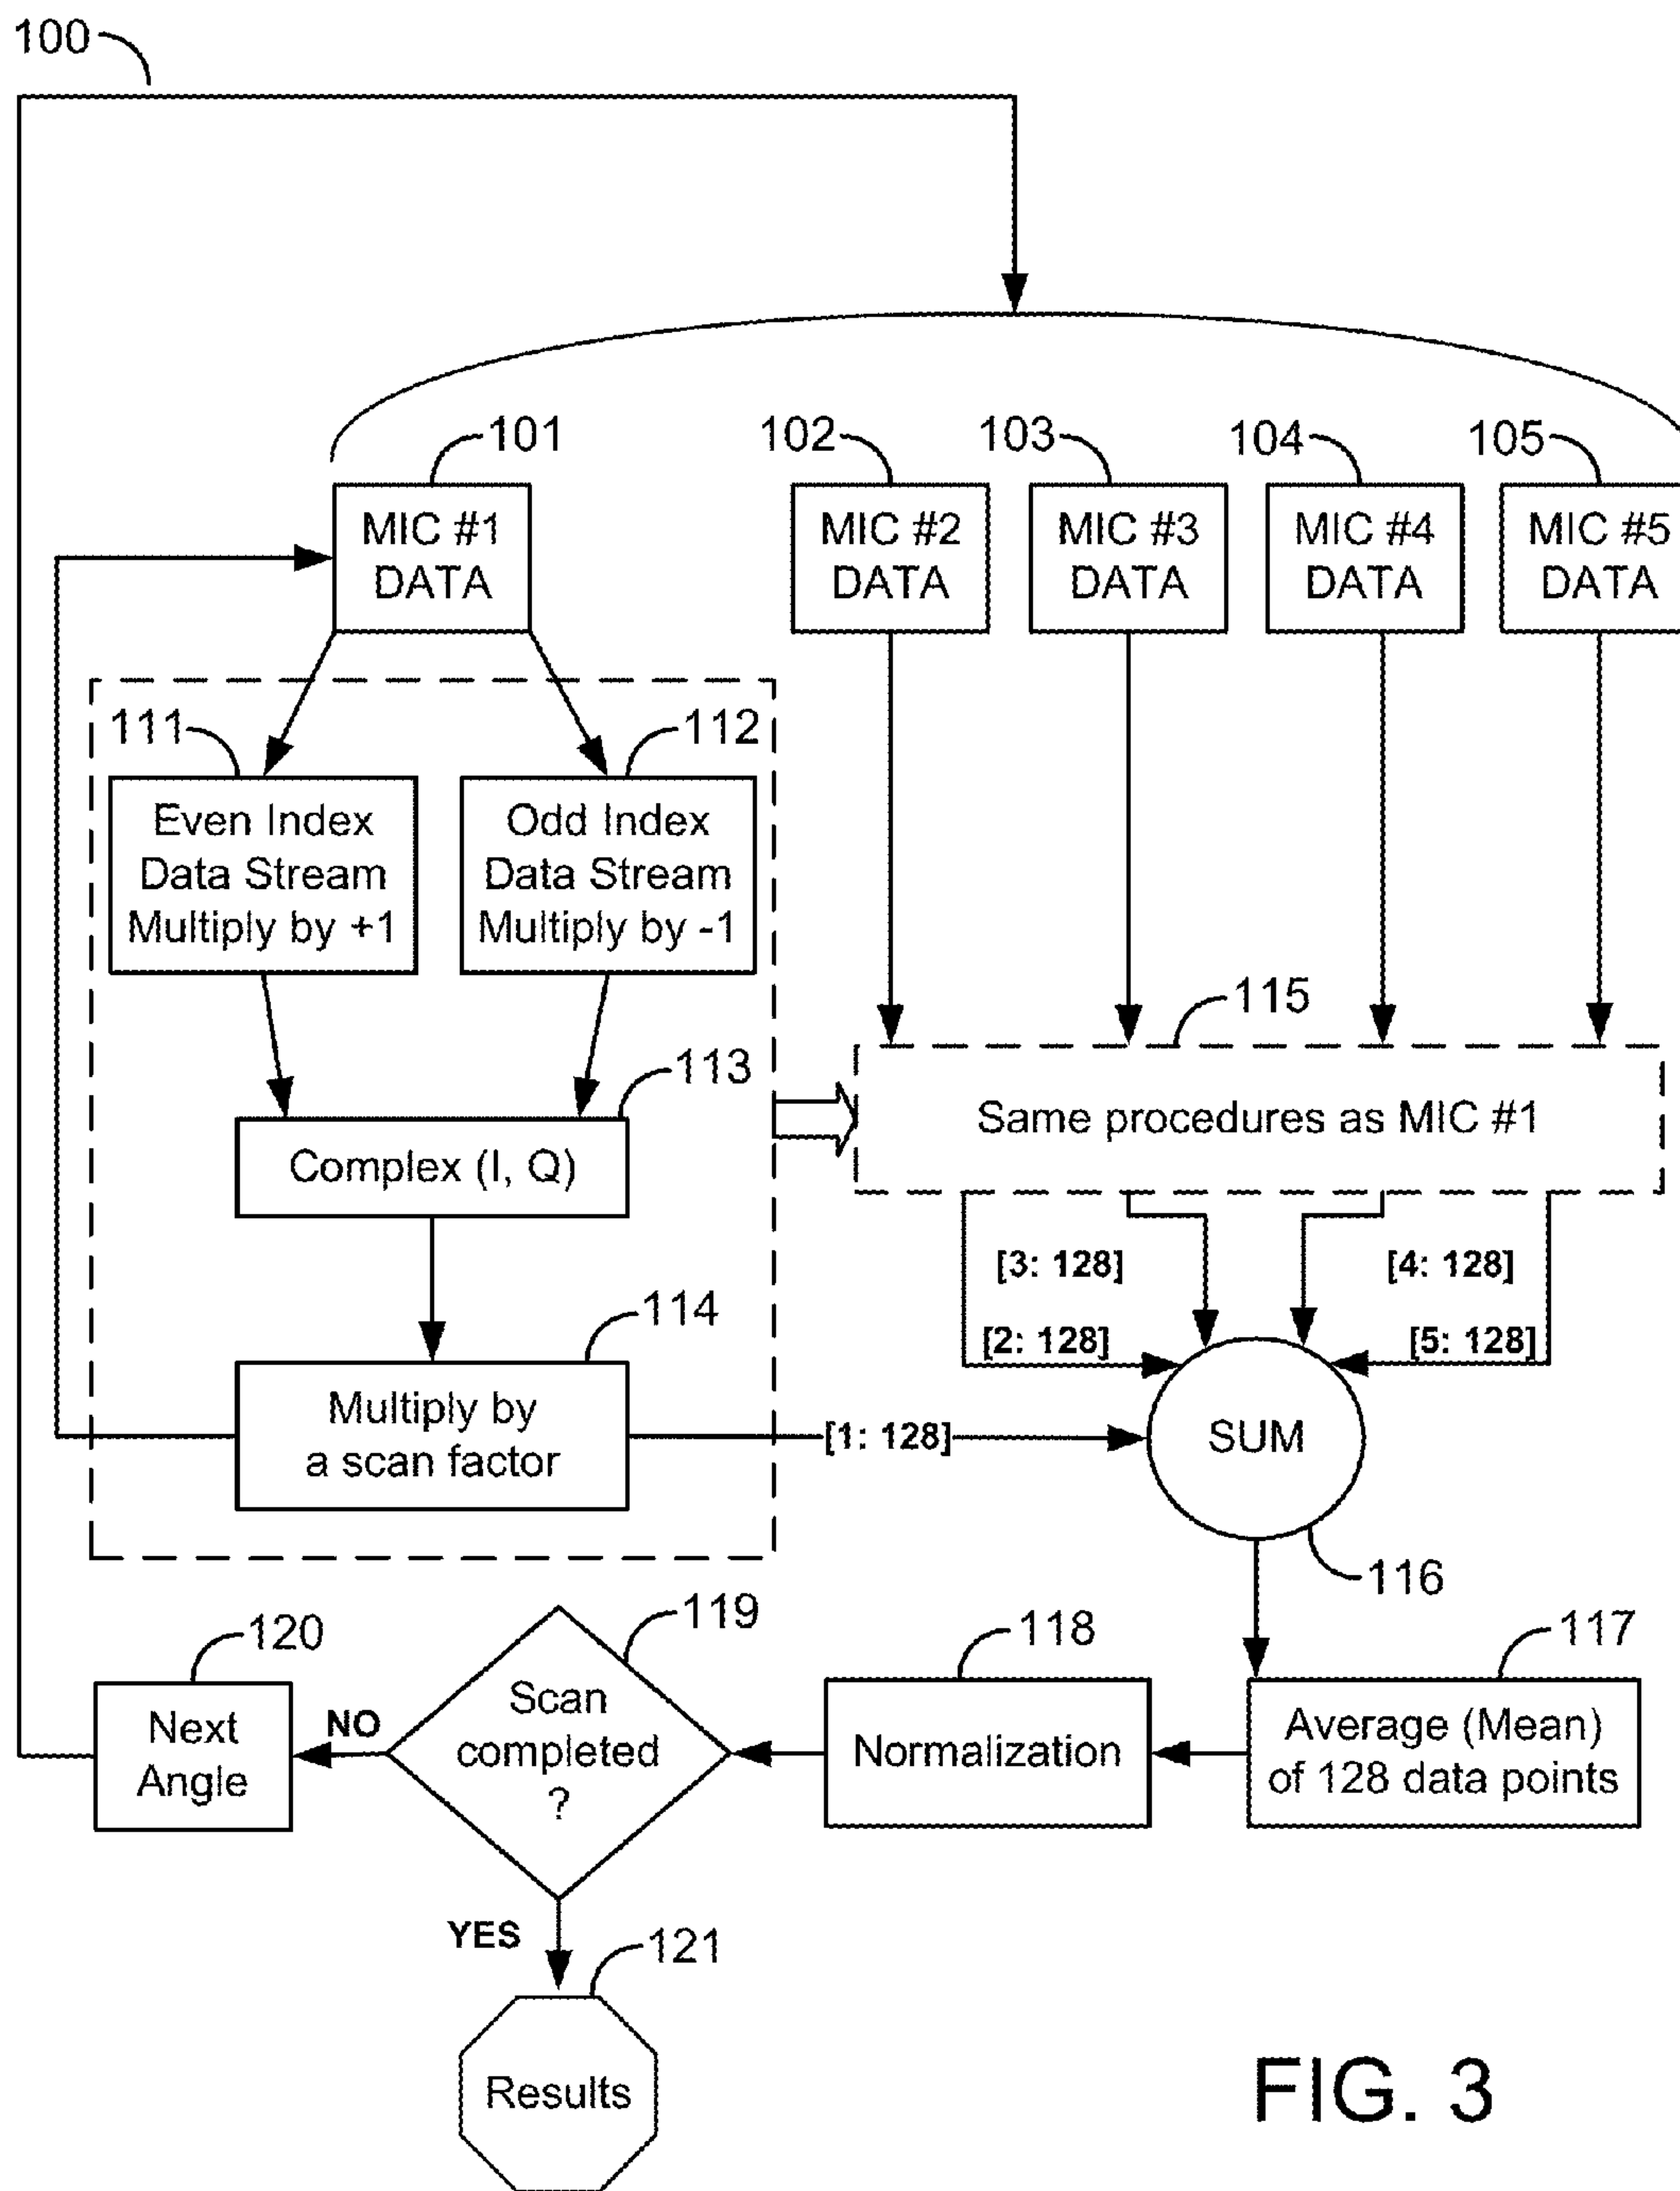 100
101
102
103
104
105
MIC #1
DATA
MIC #2
DATA
MIC #3
DATA
MIC #4
DATA
MIC #5
DATA
111
112
Even Index
Data Stream
Multiply by +1
Odd Index
Data Stream
Multiply by -1
115
113
Same procedures as MIC #1
Complex (I, Q)
[3: 128]
[4: 128]
114
[2: 128]
[5: 128]
Multiply by
a scan factor
[1: 128]
SUM
116
120
119
118
117
Next
Angle
NO
Scan
completed
?
Normalization
Average (Mean)
of 128 data points
YES
121
Results
FIG. 3